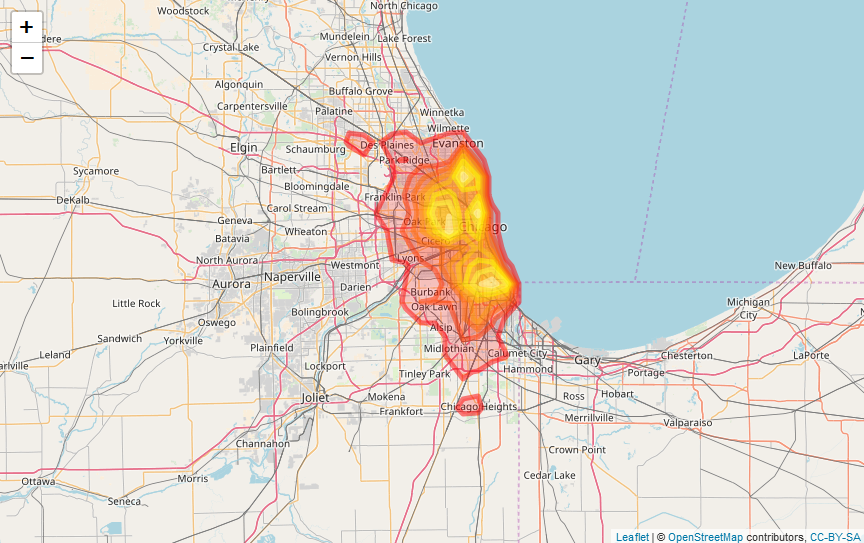 Woodstock
North Chicago
+
−
Mundelein
Lake Forest
Crystal Lake
Vernon Hills
Algonquin
Buffalo Grove
Carpentersville
Palatine
Winnetka
Wilmette
Elgin
Schaumburg
Des Plaines
Evanston
Park Ridge
Bartlett
Sycamore
Bloomingdale
Franklin Park
DeKalb
Carol Stream
Geneva
Oak Park
Chicago
Batavia
Wheaton
Cicero
North Aurora
Westmont
Lyons
New Buffalo
Aurora
Naperville
Darien
Burbank
Little Rock
Oak Lawn
Michigan
City
Bolingbrook
Oswego
Alsip
Sandwich
Yorkville
Plainfield
Midlothian
Calumet City
Leland
Gary
Chesterton
LaPorte
Lockport
Hammond
Tinley Park
Portage
Joliet
Mokena
Ross
Hobart
Frankfort
Chicago Heights
Merrillville
Valparaiso
Channahon
Crown Point
Morris
Cedar Lake
Ottawa
Seneca
Leaflet | © OpenStreetMap contributors, CC-BY-SA